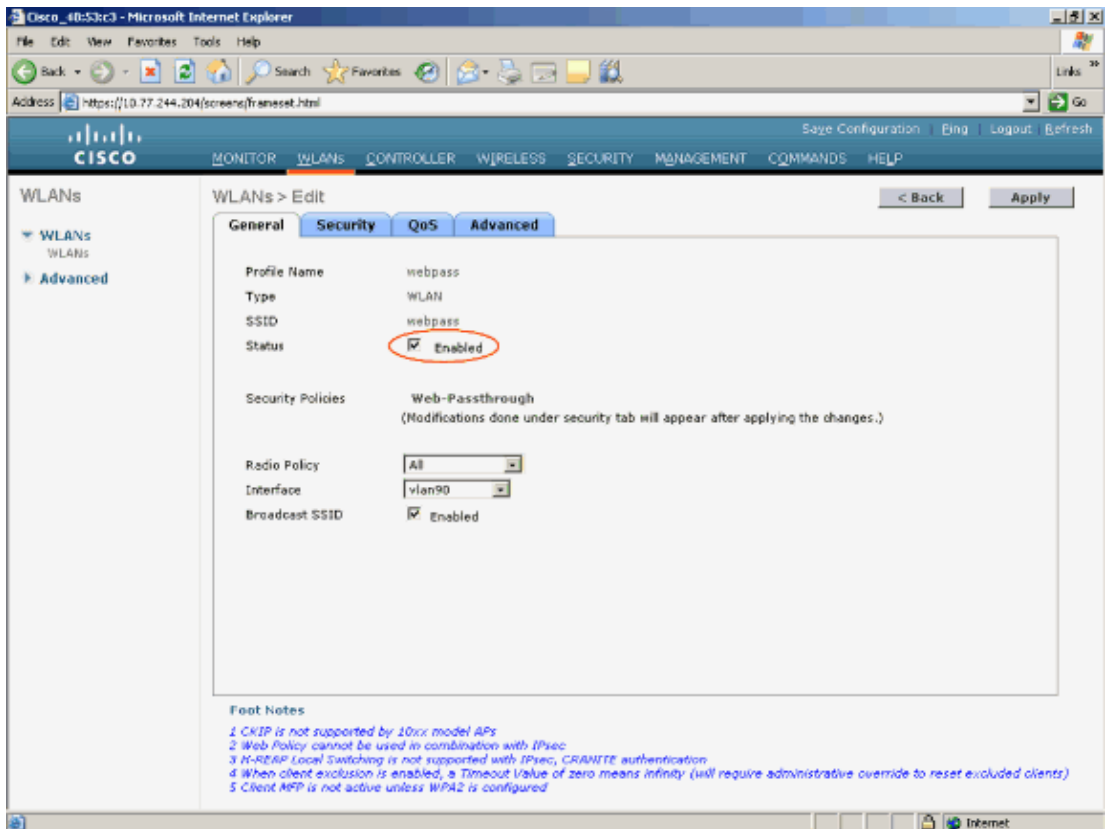 Cisco_40:53:c3 - Microsoft Internet Explorer
File Edit View Favorites Tools Help
Back Search Favorites Links
Address https://10.77.244.204/screens/frameset.html Go
Save Configuration | Ping | Logout | Refresh
CISCO
MONITOR WLANs CONTROLLER WIRELESS SECURITY MANAGEMENT COMMANDS HELP
WLANs
WLANs
WLANs
Advanced
WLANs > Edit
< Back Apply
General Security QoS Advanced
Profile Name webpass
Type WLAN
SSID webpass
Status Enabled
Security Policies Web-Passthrough
(Modifications done under security tab will appear after applying the changes.)
Radio Policy All
Interface vlan90
Broadcast SSID Enabled
Foot Notes
1 CKIP is not supported by 10xx model APs
2 Web Policy cannot be used in combination with IPsec
3 H-REAP Local Switching is not supported with IPsec, CRANITE authentication
4 When client exclusion is enabled, a Timeout Value of zero means infinity (will require administrative override to reset excluded clients)
5 Client MFP is not active unless WPA2 is configured
Internet